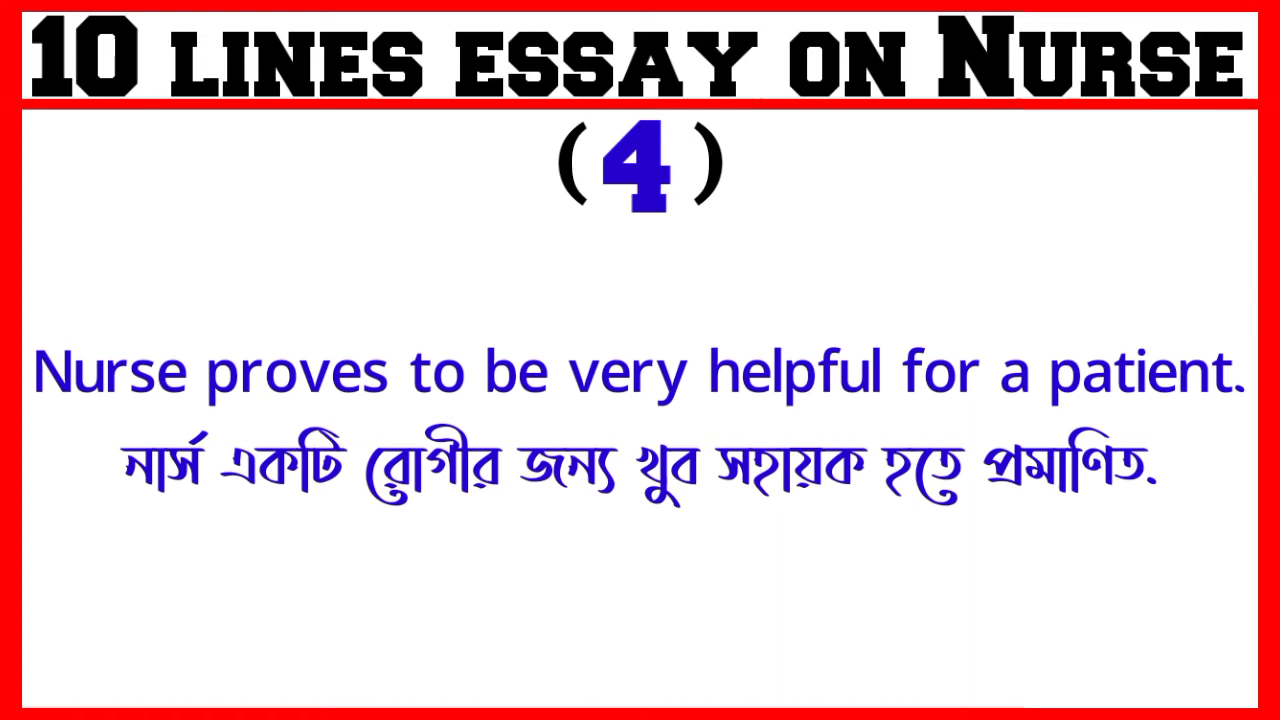 10 LINES ESSAY ON NURSE
(4)
Nurse proves to be very helpful for a patient.
নার্স একটি রোগীর জন্য খুব সহায়ক হতে প্রমাণিত.